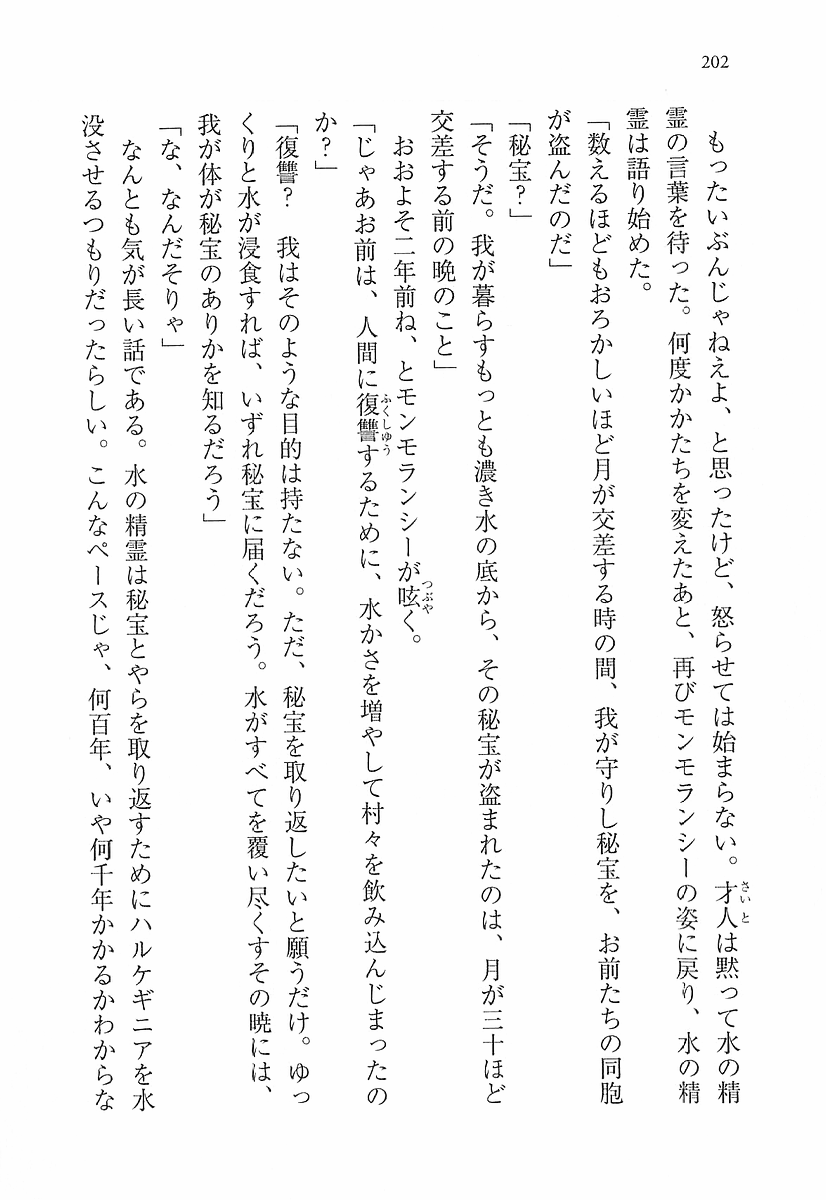 202
もったいぶんじゃねえよ、と思ったけど、怒らせては始まらない。才人は黙って水の精
霊の言葉を待った。何度かかたちを変えたあと、再びモンモランシーの姿に戻り、水の精
霊は語り始めた。
「数えるほどもおろかしいほど月が交差する時の間、我が守りし秘宝を、お前たちの同胞
が盗んだのだ」
「秘宝？」
「そうだ。我が暮らすもっとも濃き水の底から、その秘宝が盗まれたのは、月が三十ほど
交差する前の晩のこと」
おおよそ二年前ね、とモンモランシーが呟く。
「じゃあお前は、人間に復讐するために、水かさを増やして村々を飲み込んじまったの
か？」
「復讐？　我はそのような目的は持たない。ただ、秘宝を取り返したいと願うだけ。ゆっ
くりと水が浸食すれば、いずれ秘宝に届くだろう。水がすべてを覆い尽くすその暁には、
我が体が秘宝のありかを知るだろう」
「な、なんだそりゃ」
なんとも気が長い話である。水の精霊は秘宝とやらを取り返すためにハルケギニアを水
没させるつもりだったらしい。こんなペースじゃ、何百年、いや何千年かかるかわからな